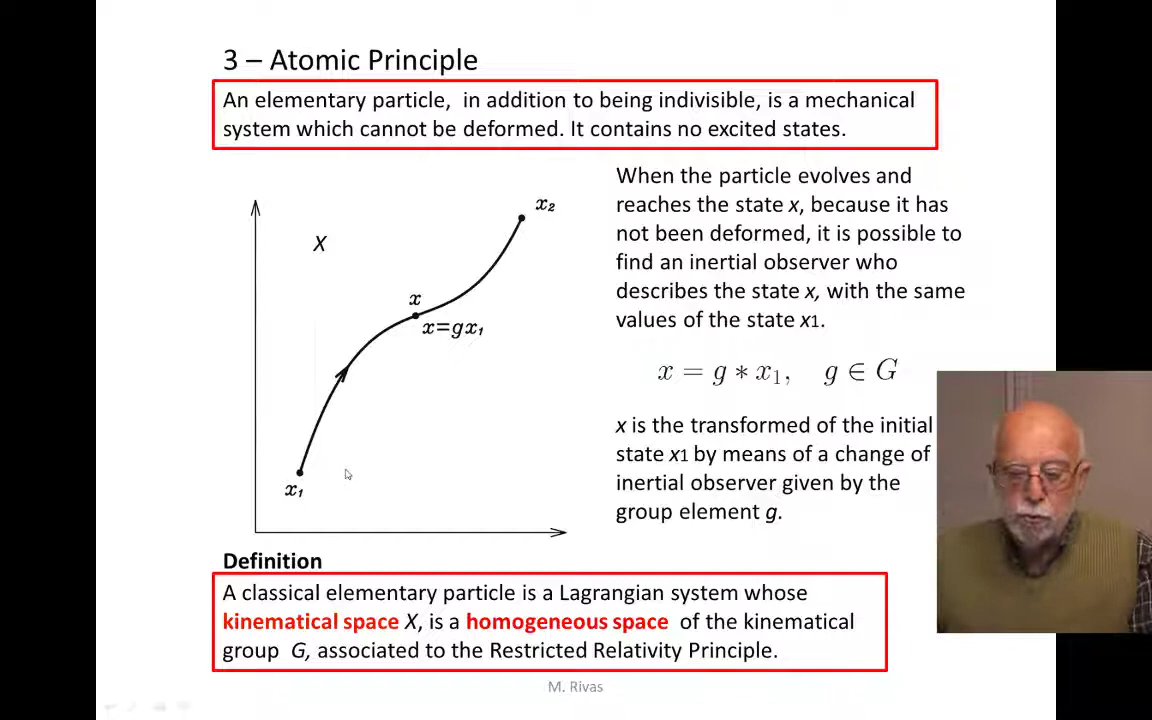 3 – Atomic Principle
An elementary particle, in addition to being indivisible, is a mechanical
system which cannot be deformed. It contains no excited states.
When the particle evolves and
reaches the state x, because it has
not been deformed, it is possible to
find an inertial observer who
describes the state x, with the same
values of the state x1.
x = g ∗ x₁, g ∈ G
x is the transformed of the initial
state x1 by means of a change of
inertial observer given by the
group element g.
X
x₂
x
x=gx₁
x₁
Definition
A classical elementary particle is a Lagrangian system whose
kinematical space X, is a homogeneous space of the kinematical
group G, associated to the Restricted Relativity Principle.
M. Rivas